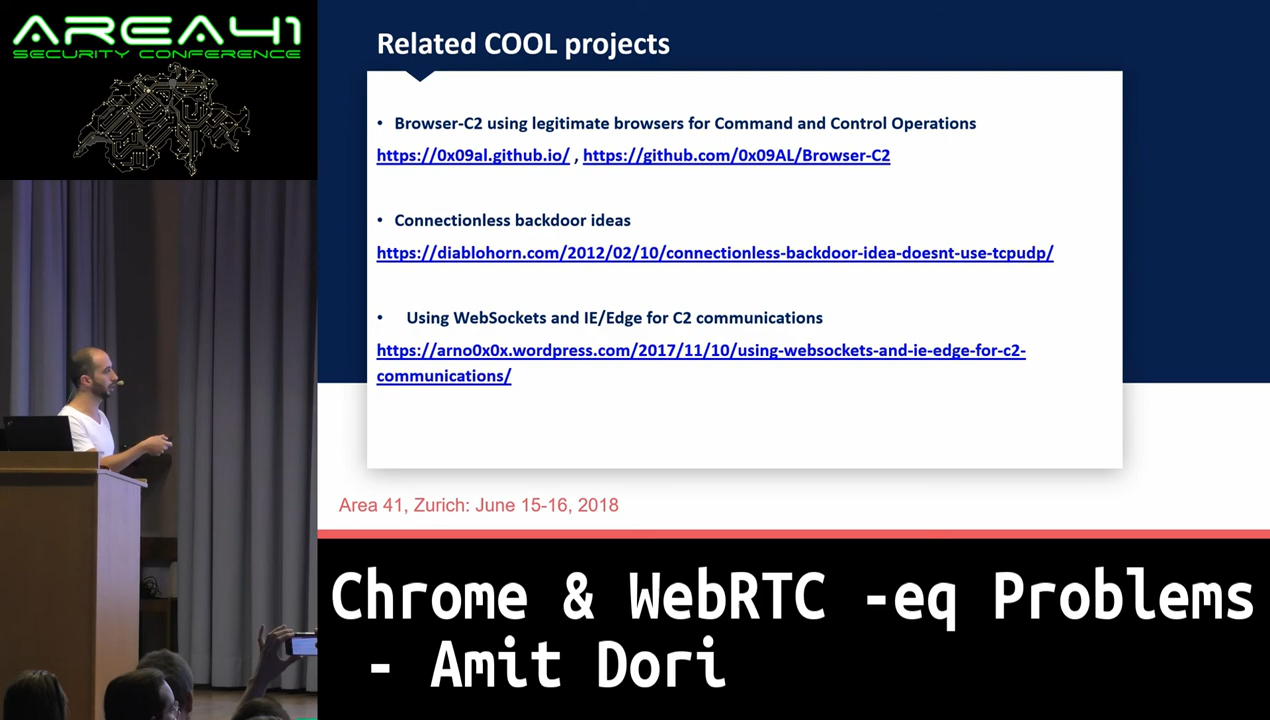 AREA41
SECURITY CONFERENCE
Related COOL projects
• Browser-C2 using legitimate browsers for Command and Control Operations
https://0x09al.github.io/ , https://github.com/0x09AL/Browser-C2
• Connectionless backdoor ideas
https://diablohorn.com/2012/02/10/connectionless-backdoor-idea-doesnt-use-tcpudp/
• Using WebSockets and IE/Edge for C2 communications
https://arno0x0x.wordpress.com/2017/11/10/using-websockets-and-ie-edge-for-c2-
communications/
Area 41, Zurich: June 15-16, 2018
Chrome & WebRTC -eq Problems
- Amit Dori